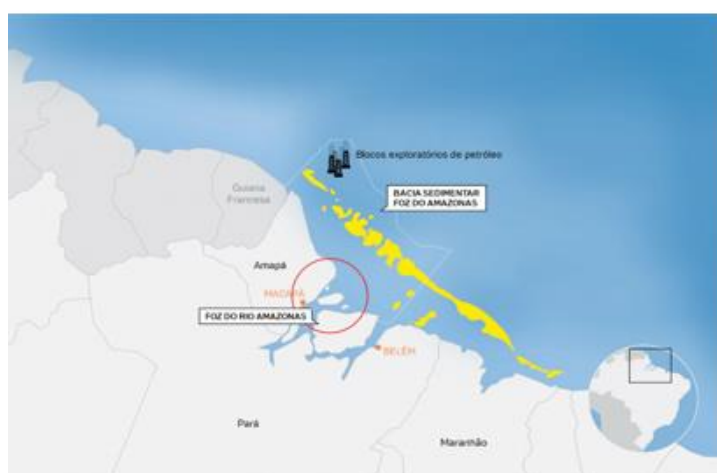 Blocos exploratórios de petróleo
Guiana
Francesa
BACIA SEDIMENTAR
FOZ DO AMAZONAS
Amapá
MACAPÁ
FOZ DO RIO AMAZONAS
BELÉM
Pará
Maranhão